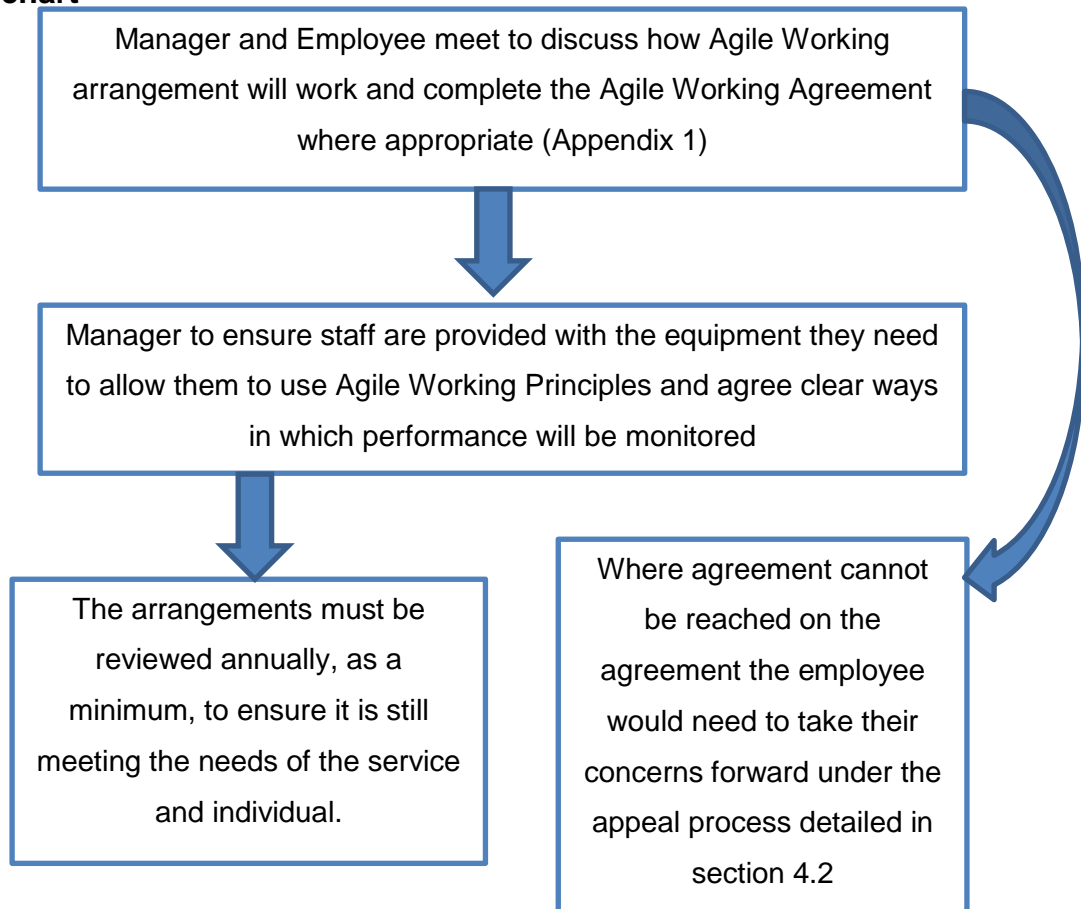 chart
Manager and Employee meet to discuss how Agile Working
arrangement will work and complete the Agile Working Agreement
where appropriate (Appendix 1)
Manager to ensure staff are provided with the equipment they need
to allow them to use Agile Working Principles and agree clear ways
in which performance will be monitored
The arrangements must be
reviewed annually, as a
minimum, to ensure it is still
meeting the needs of the service
and individual.
Where agreement cannot
be reached on the
agreement the employee
would need to take their
concerns forward under the
appeal process detailed in
section 4.2